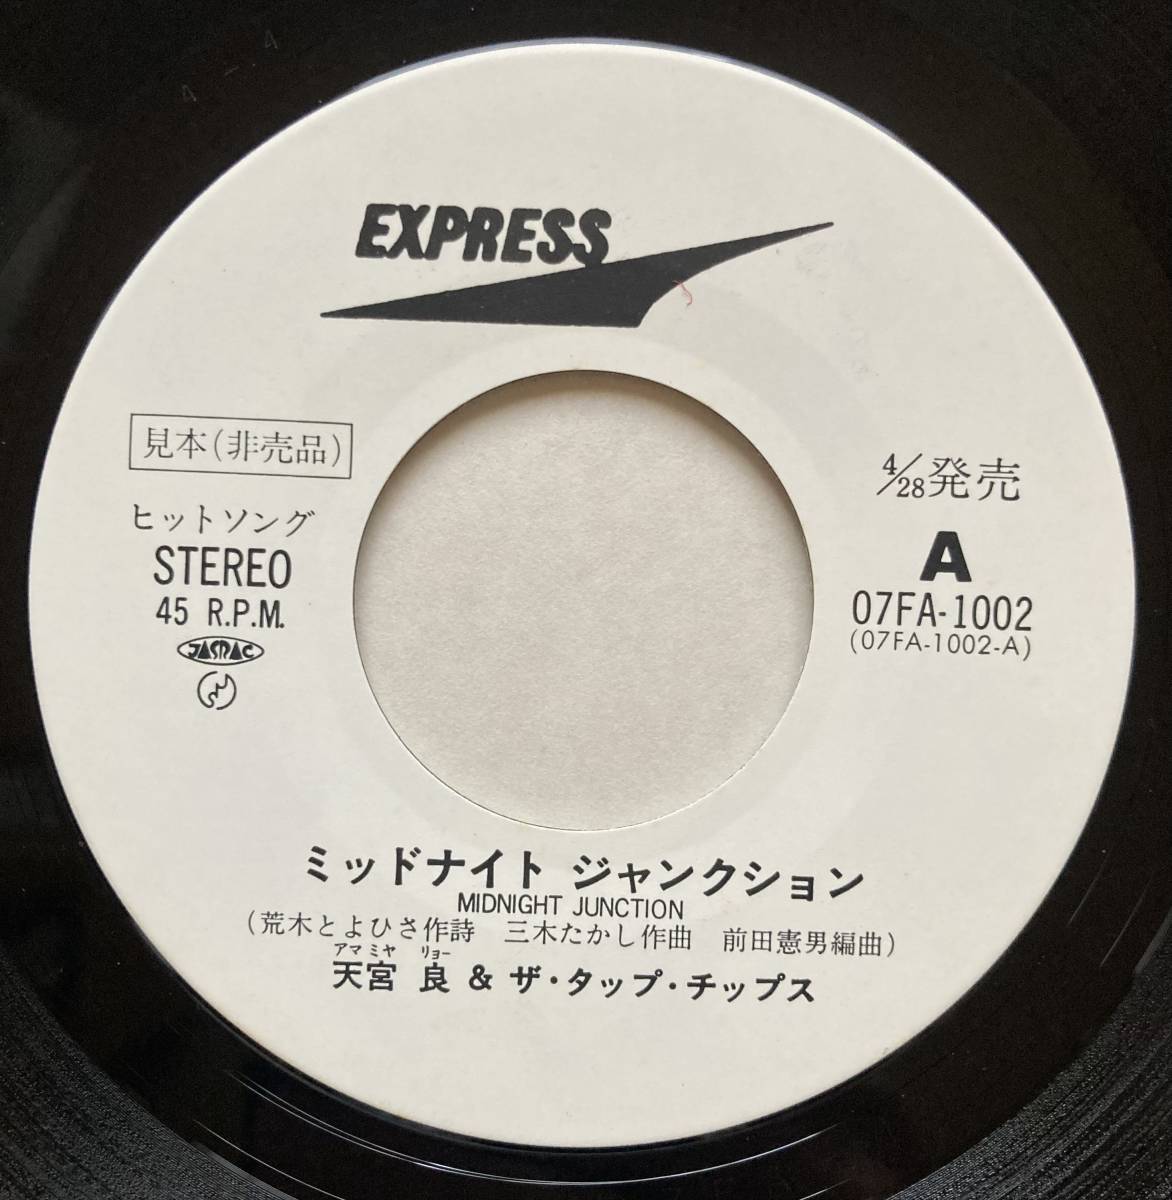 EXPRESS
見本(非売品)
ヒットソング
STEREO
45 R.P.M.
JASRAC
4/28発売
A
07FA-1002
(07FA-1002-A)
ミッドナイト ジャンクション
MIDNIGHT JUNCTION
(荒木とよひさ作詩 三木たかし作曲 前田憲男編曲)
アマミヤ リョー
天宮 良 & ザ・タップ・チップス